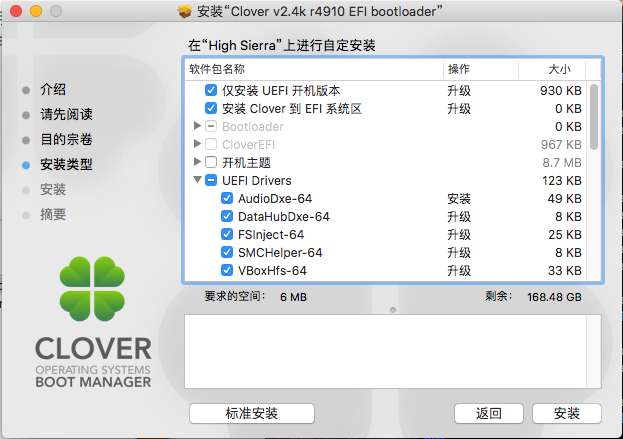 安装“Clover v2.4k r4910 EFI bootloader”
在“High Sierra”上进行自定安装
介绍
请先阅读
目的宗卷
安装类型
安装
摘要
软件包名称 操作 大小
仅安装 UEFI 开机版本 升级 930 KB
安装 Clover 到 EFI 系统区 升级 0 KB
Bootloader 0 KB
CloverEFI 967 KB
开机主题 8.7 MB
UEFI Drivers 123 KB
AudioDxe-64 安装 49 KB
DataHubDxe-64 升级 8 KB
FSInject-64 升级 25 KB
SMCHelper-64 升级 8 KB
VBoxHfs-64 升级 33 KB
要求的空间： 6 MB 剩余： 168.48 GB
CLOVER
OPERATING SYSTEMS
BOOT MANAGER
标准安装 返回 安装